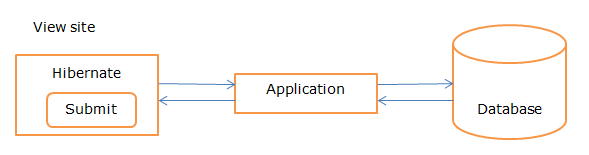 View site
Hibernate
Submit
Application
Database